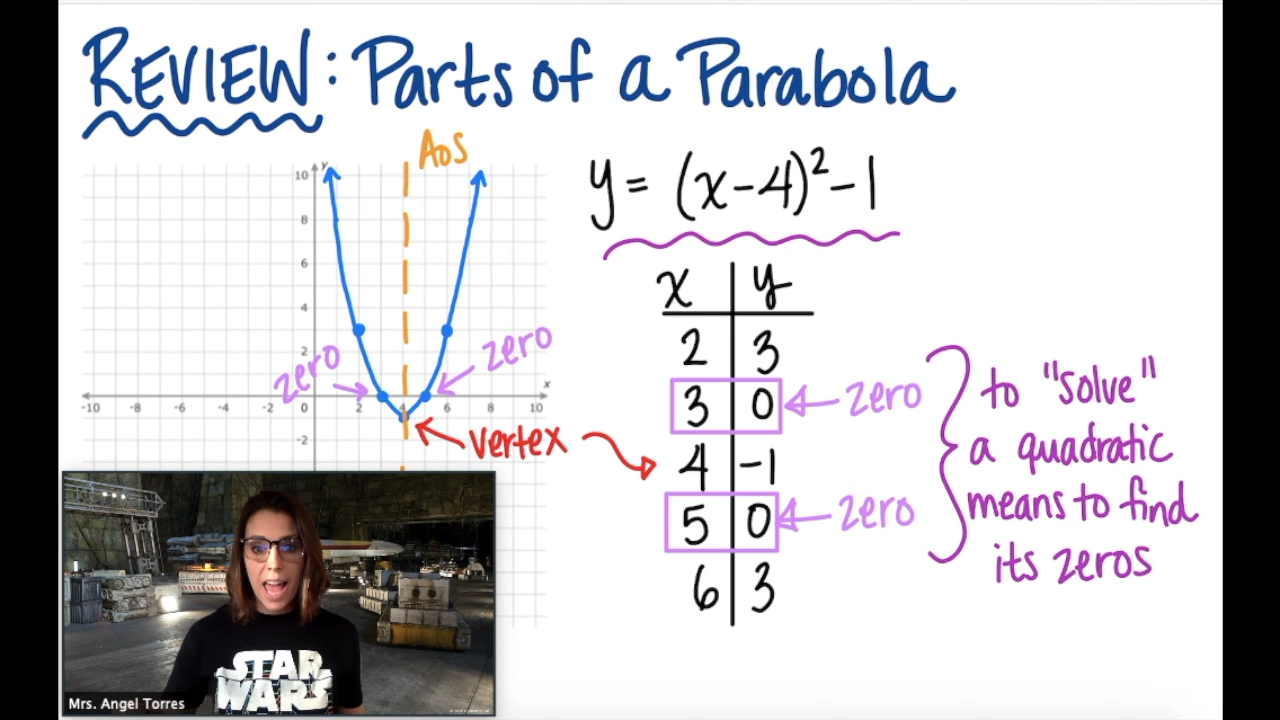 REVIEW: Parts of a Parabola
AOS
y = (x-4)²-1
y
10
8
6
4
2
0
-2
x
-10 -8 -6 -4 -2 2 4 6 8 10
zero
zero
vertex
x y
2 3
3 0 zero
4 -1
5 0 zero
6 3
to "solve"
a quadratic
means to find
its zeros
STAR
WARS
Mrs. Angel Torres